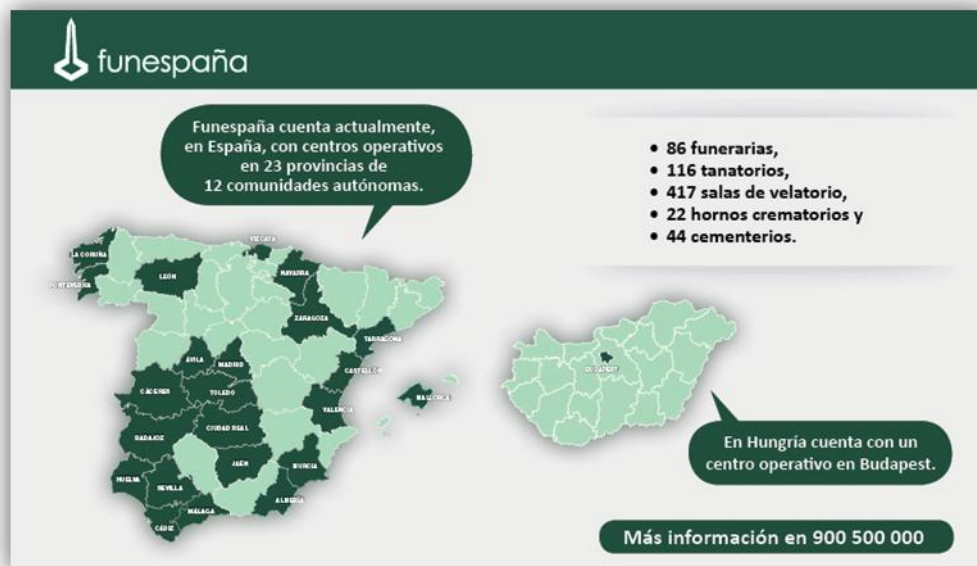 funespaña
Funespaña cuenta actualmente,
en España, con centros operativos
en 23 provincias de
12 comunidades autónomas.
• 86 funerarias,
• 116 tanatorios,
• 417 salas de velatorio,
• 22 hornos crematorios y
• 44 cementerios.
VIZCAYA
LA CORUÑA
LEÓN
NAVARRA
PONTEVEDRA
ZARAGOZA
TARRAGONA
ÁVILA
MADRID
CASTELLÓN
CÁCERES
TOLEDO
MALLORCA
VALENCIA
CIUDAD REAL
BADAJOZ
JAÉN
MURCIA
HUELVA
SEVILLA
ALMERÍA
MÁLAGA
CÁDIZ
BUDAPEST
En Hungría cuenta con un
centro operativo en Budapest.
Más información en 900 500 000